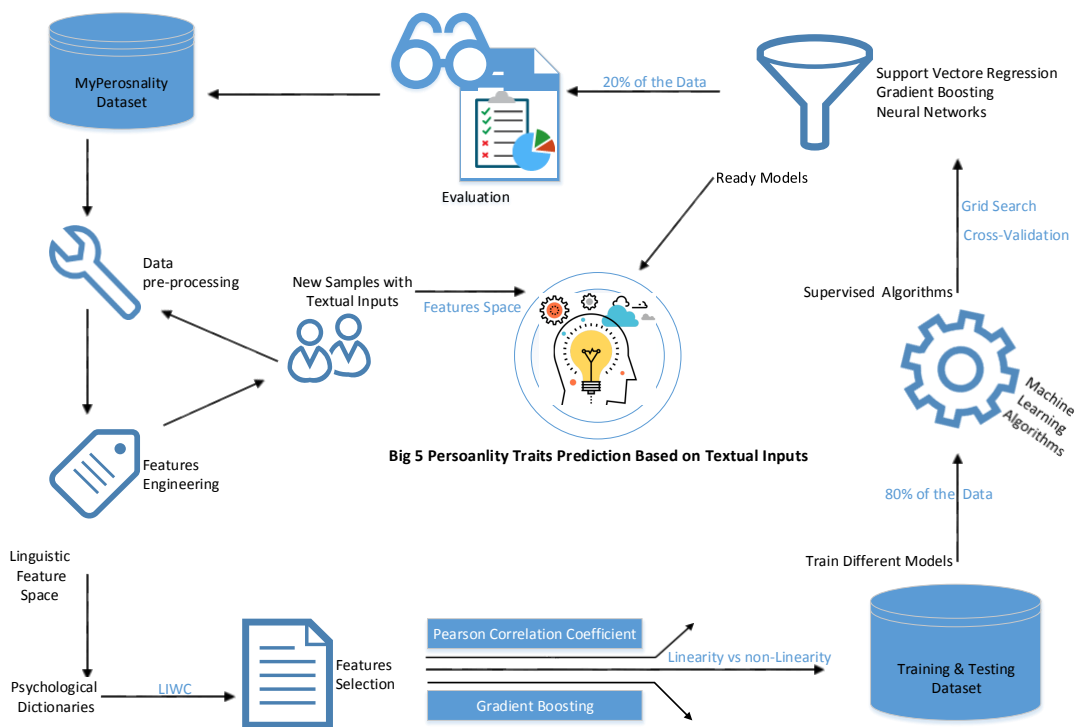 MyPerosnality
Dataset
20% of the Data
Support Vectore Regression
Gradient Boosting
Neural Networks
Evaluation
Ready Models
Data
pre-processing
New Samples with
Textual Inputs
Features Space
Grid Search
Cross-Validation
Supervised Algorithms
Machine
Learning
Algorithms
Features
Engineering
Big 5 Persoanlity Traits Prediction Based on Textual Inputs
80% of the Data
Train Different Models
Linguistic
Feature
Space
Psychological
Dictionaries
LIWC
Features
Selection
Pearson Correlation Coefficient
Linearity vs non-Linearity
Gradient Boosting
Training & Testing
Dataset